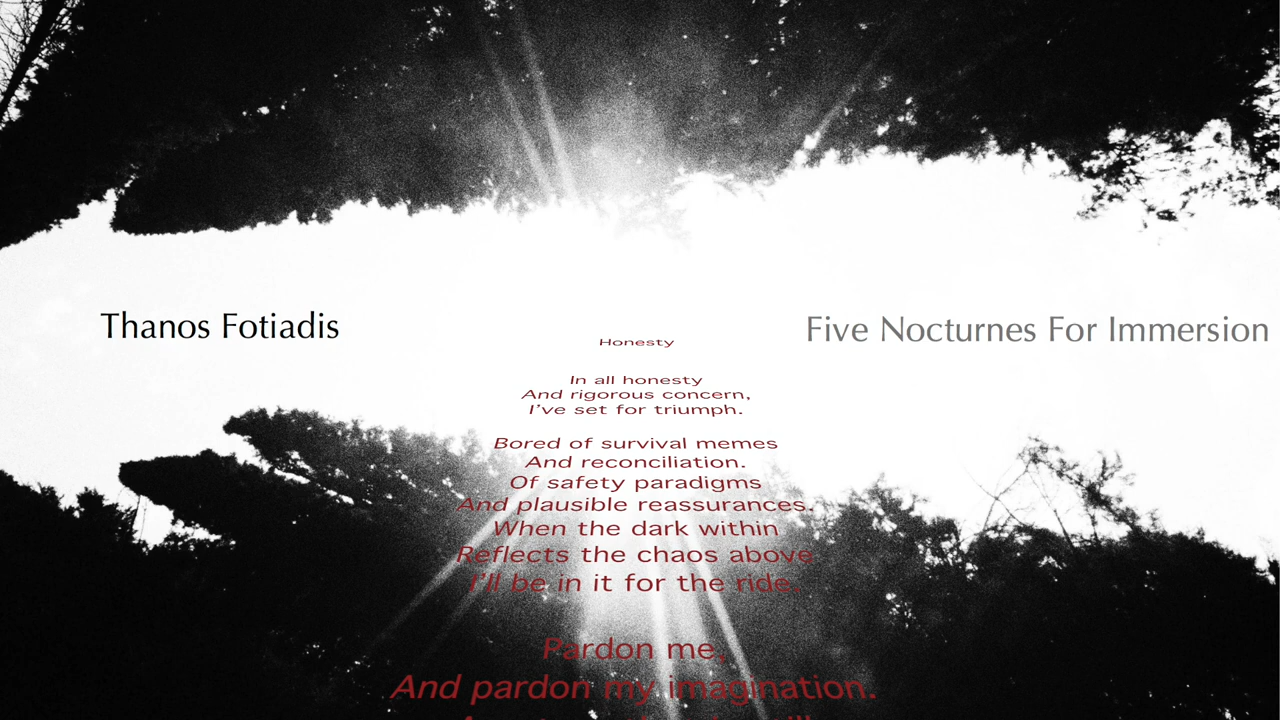 Thanos Fotiadis
Five Nocturnes For Immersion
Honesty
In all honesty
And rigorous concern,
I've set for triumph.
Bored of survival memes
And reconciliation.
Of safety paradigms
And plausible reassurances.
When the dark within
Reflects the chaos above
I'll be in it for the ride.
Pardon me,
And pardon my imagination.